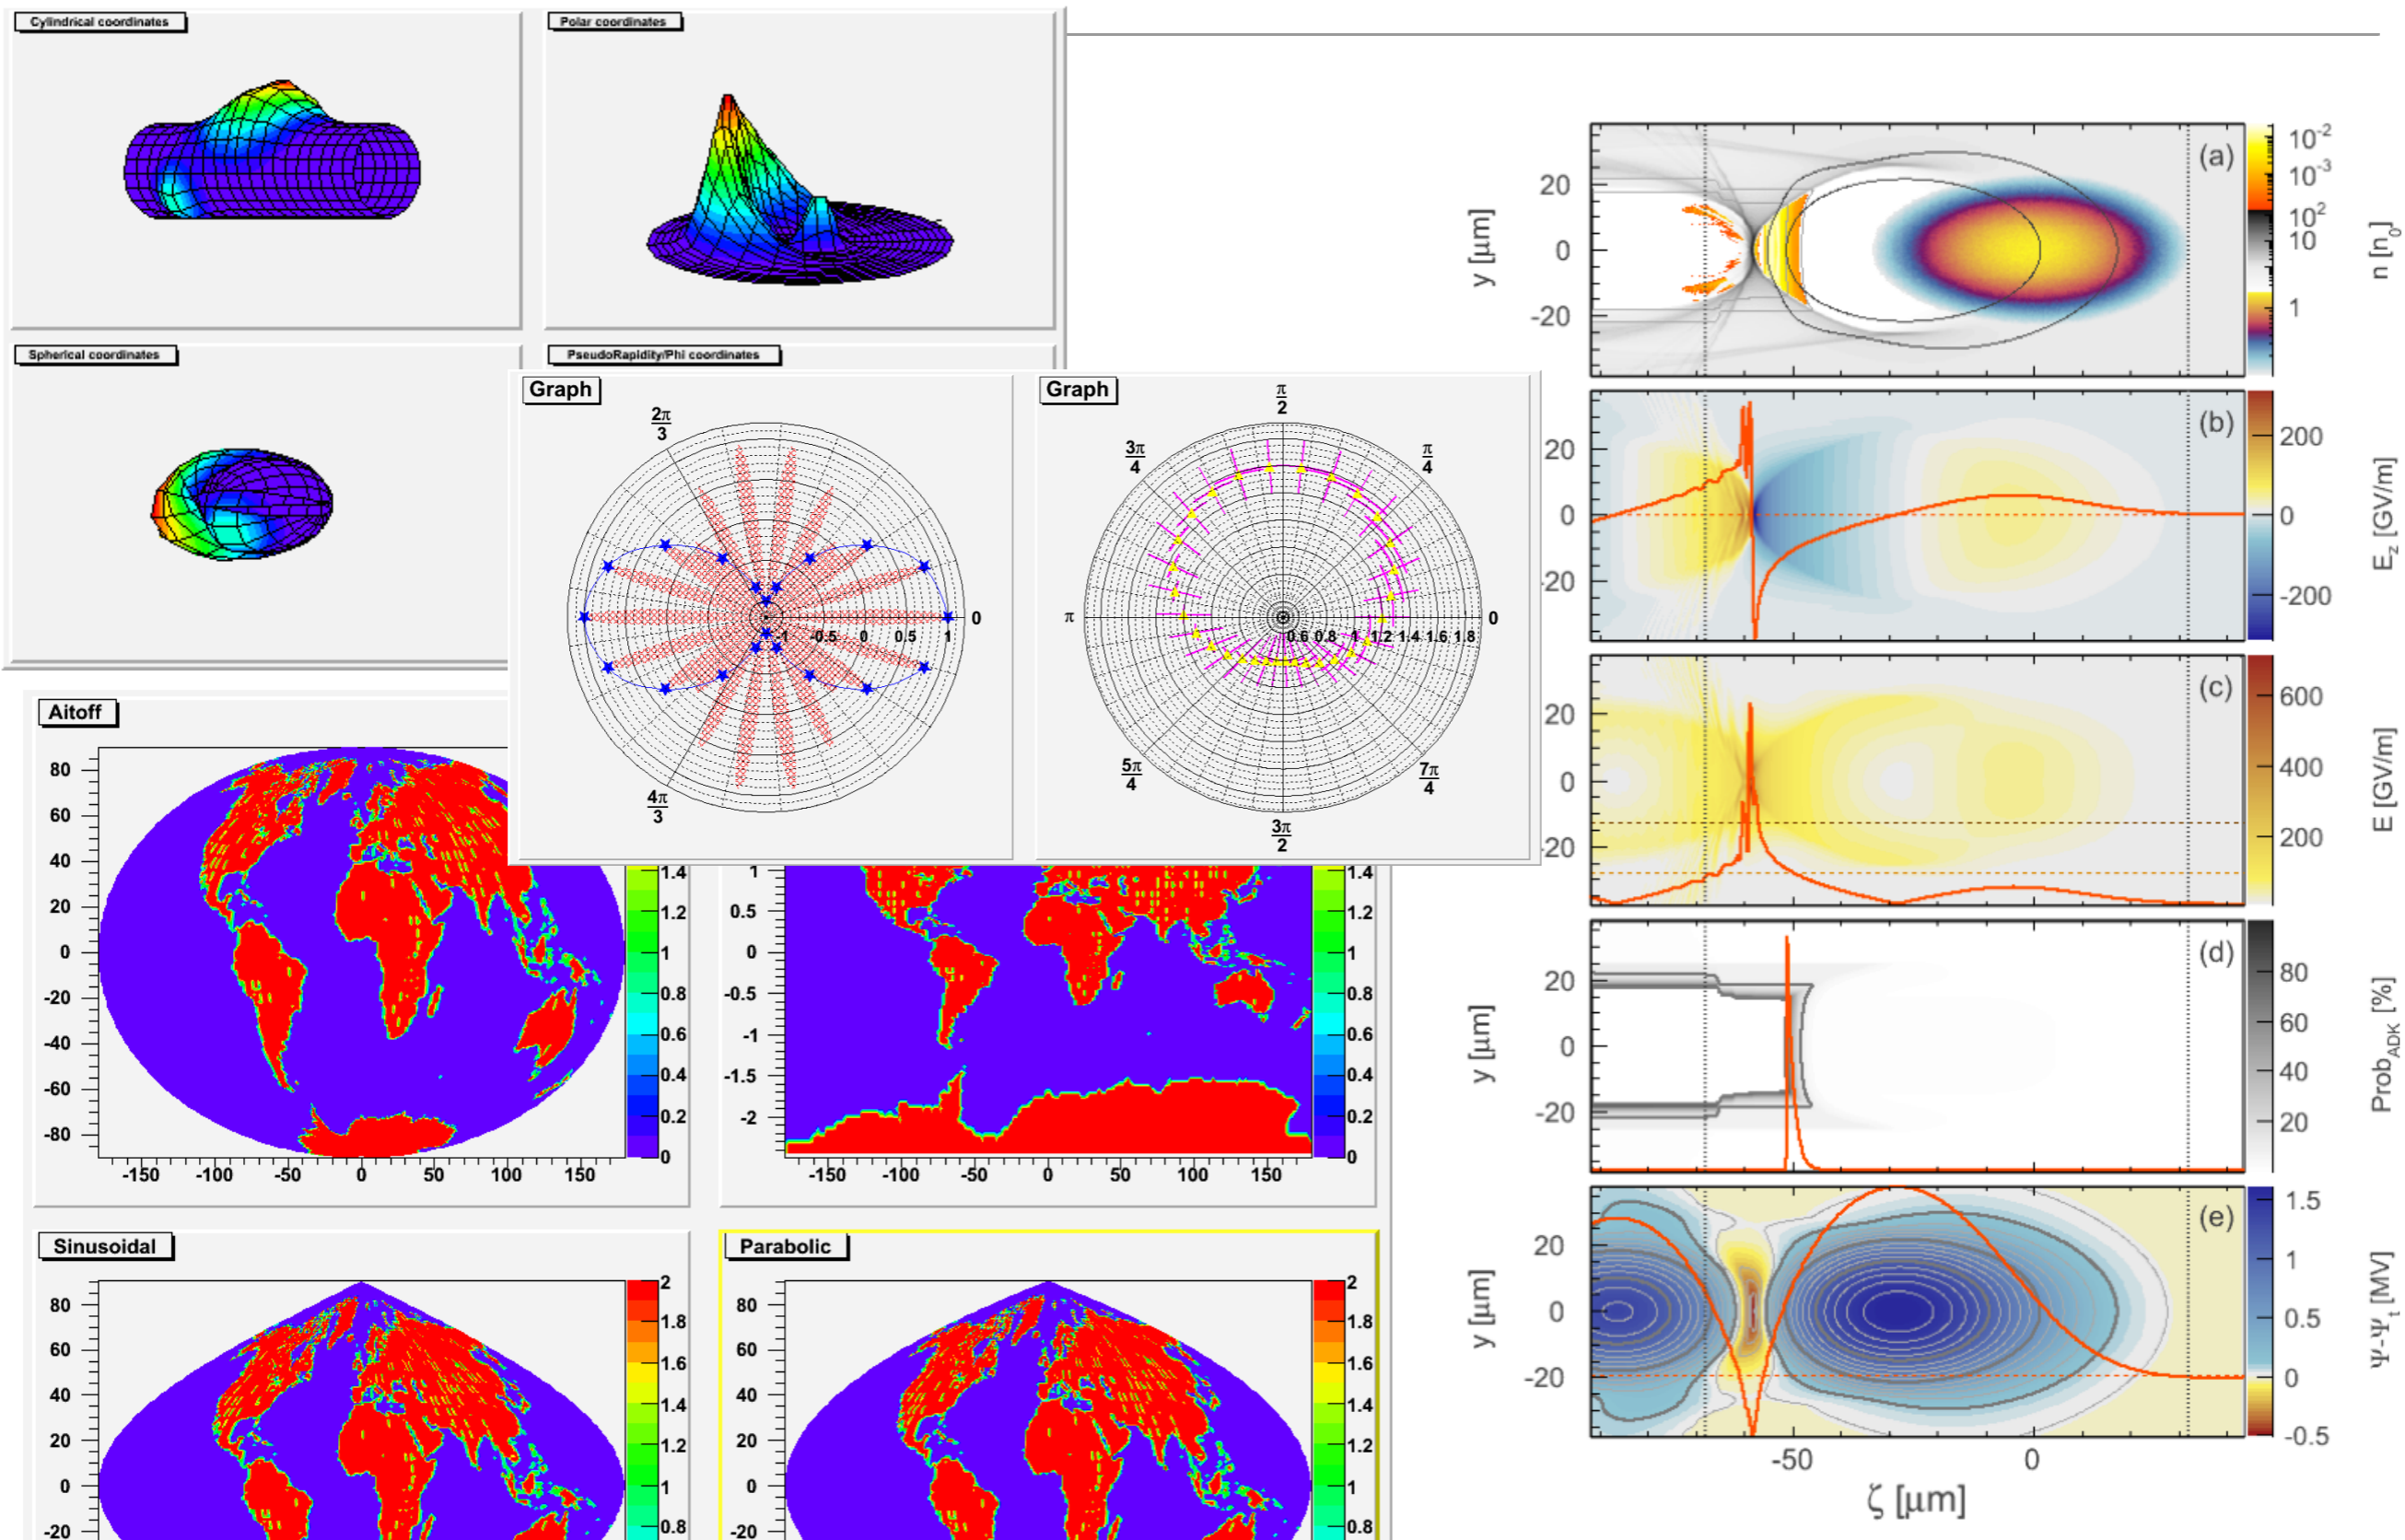 Cylindrical coordinates
Polar coordinates
Spherical coordinates
PseudoRapidity/Phi coordinates
Graph
2π
3
4π
3
0
-1 -0.5 0 0.5 1
Graph
π
2
3π
4
π
4
π
0
5π
4
7π
4
3π
2
0.6 0.8 1 1.2 1.4 1.6 1.8
Aitoff
80
60
40
20
0
-20
-40
-60
-80
-150 -100 -50 0 50 100 150
1.4
1.2
1
0.8
0.6
0.4
0.2
0
1
0.5
0
-0.5
-1
-1.5
-2
-150 -100 -50 0 50 100 150
1.4
1.2
1
0.8
0.6
0.4
0.2
0
Sinusoidal
80
60
40
20
0
-20
2
1.8
1.6
1.4
1.2
1
0.8
Parabolic
80
60
40
20
0
-20
2
1.8
1.6
1.4
1.2
1
0.8
(a)
y [μm]
20
0
-20
10-2
10-3
102
10
1
n [n0]
(b)
20
0
-20
200
0
-200
Ez [GV/m]
(c)
20
0
-20
600
400
200
E [GV/m]
(d)
y [μm]
20
0
-20
80
60
40
20
ProbADK [%]
(e)
y [μm]
20
0
-20
1.5
1
0.5
0
-0.5
Ψ-Ψt [MV]
-50 0
ζ [μm]